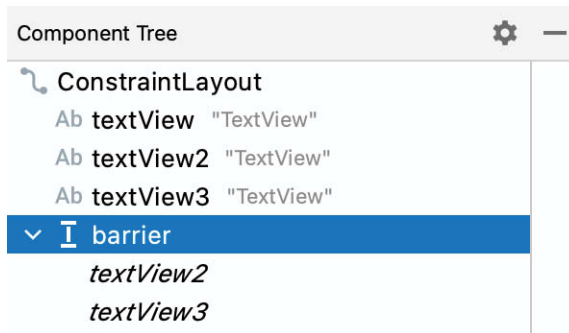 Component Tree
ConstraintLayout
Ab textView "TextView"
Ab textView2 "TextView"
Ab textView3 "TextView"
barrier
textView2
textView3